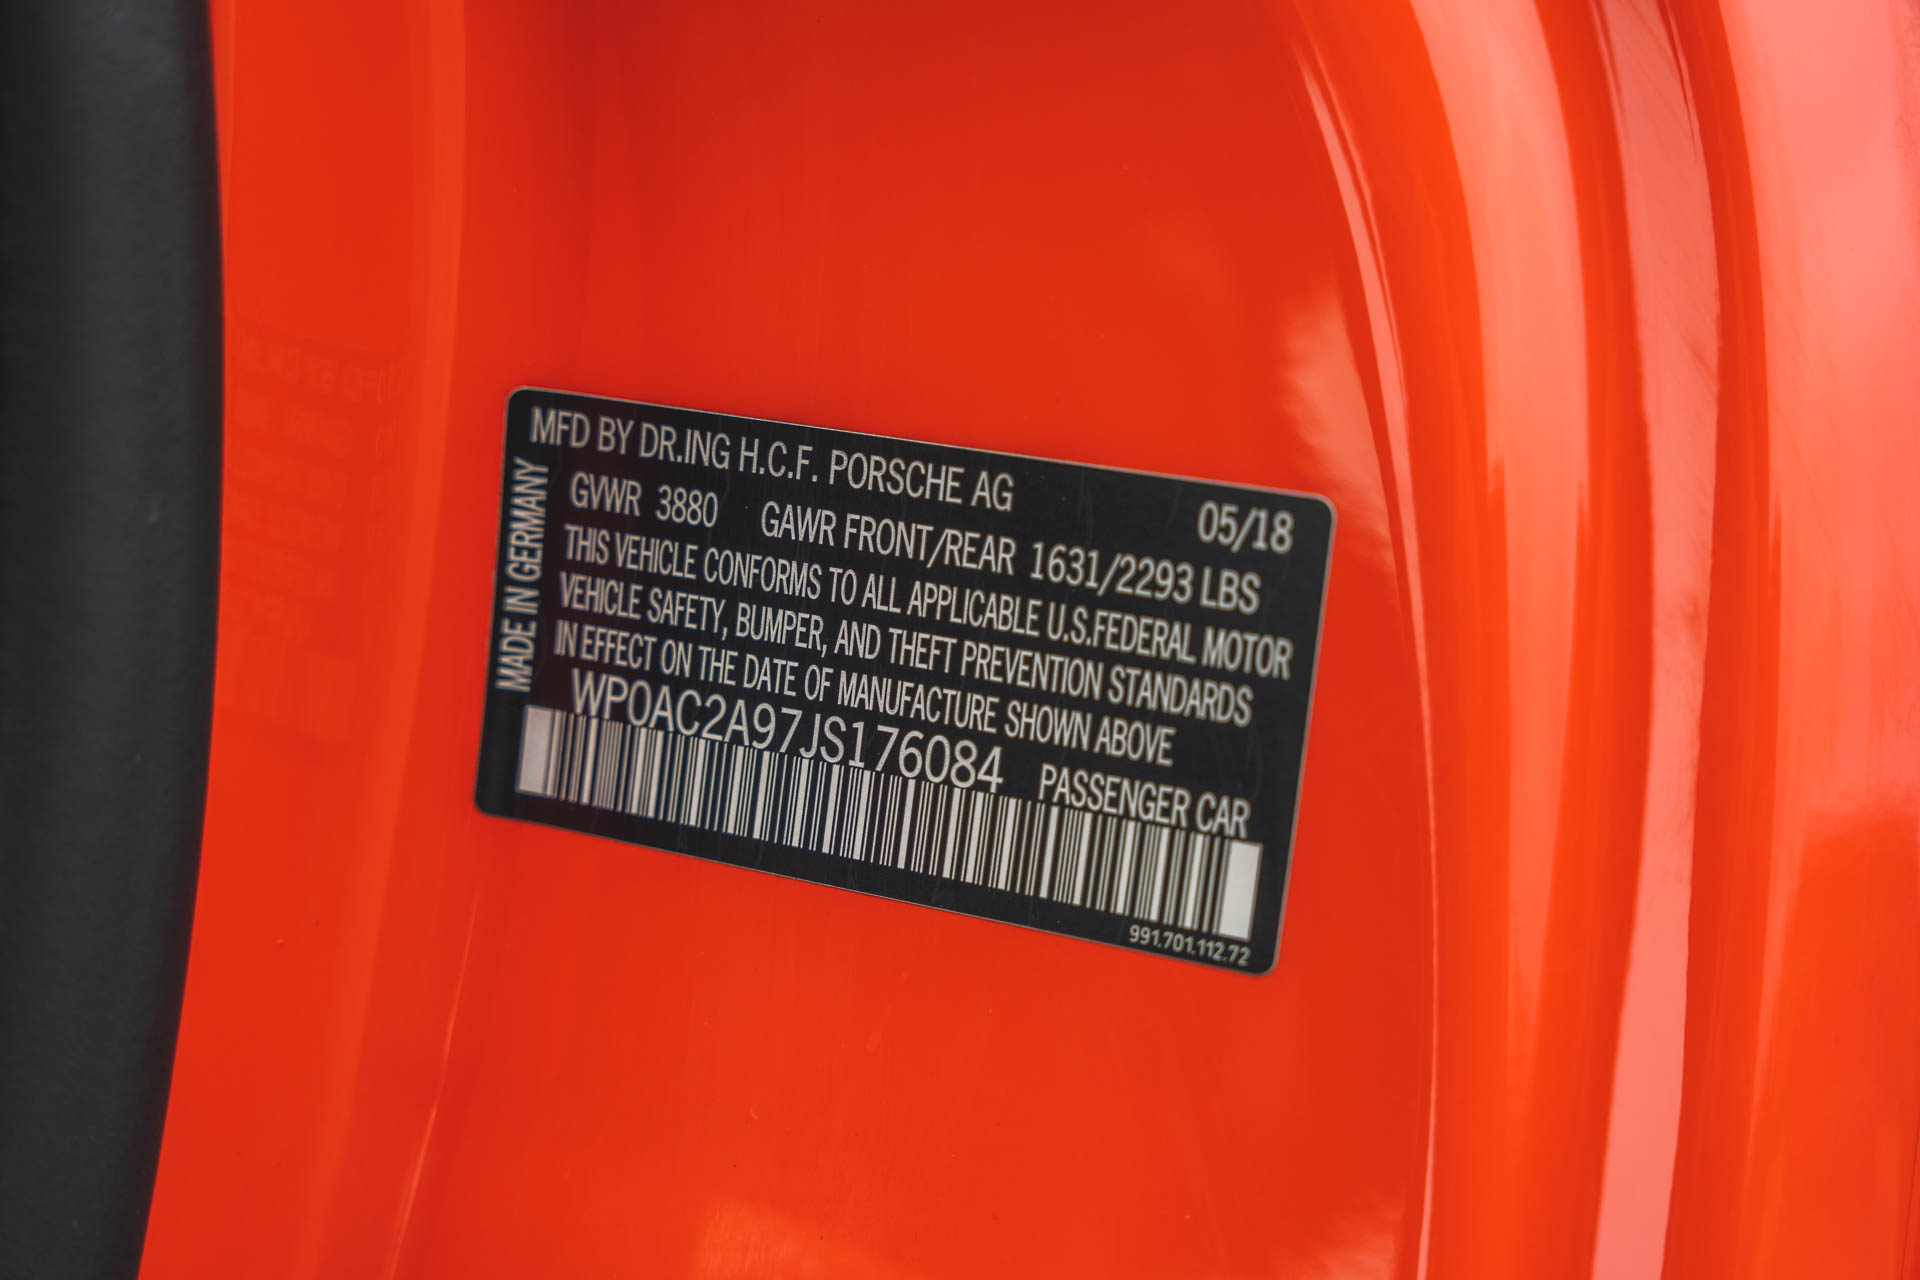 MFD BY DR.ING H.C.F. PORSCHE AG 05/18
GVWR 3880 GAWR FRONT/REAR 1631/2293 LBS
THIS VEHICLE CONFORMS TO ALL APPLICABLE U.S.FEDERAL MOTOR
VEHICLE SAFETY, BUMPER, AND THEFT PREVENTION STANDARDS
IN EFFECT ON THE DATE OF MANUFACTURE SHOWN ABOVE
WP0AC2A97JS176084 PASSENGER CAR
991.701.112.72
MADE IN GERMANY